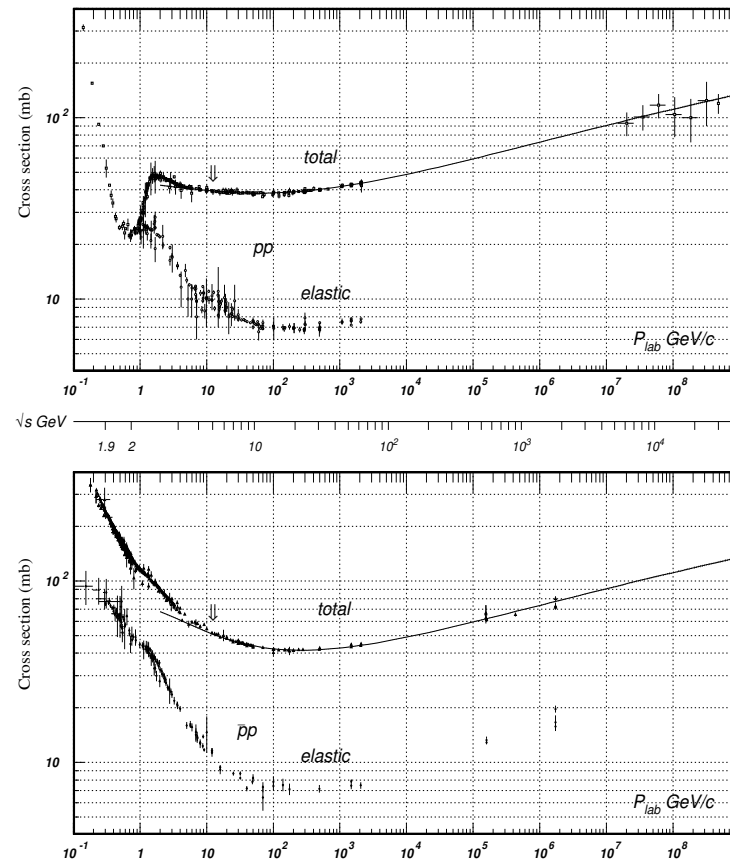 Cross section (mb)
10²
10
total
⇓
pp
elastic
P_lab GeV/c
10⁻¹ 1 10 10² 10³ 10⁴ 10⁵ 10⁶ 10⁷ 10⁸
√s GeV
1.9 2 10 10² 10³ 10⁴
Cross section (mb)
10²
10
total
⇓
p̅p
elastic
P_lab GeV/c
10⁻¹ 1 10 10² 10³ 10⁴ 10⁵ 10⁶ 10⁷ 10⁸